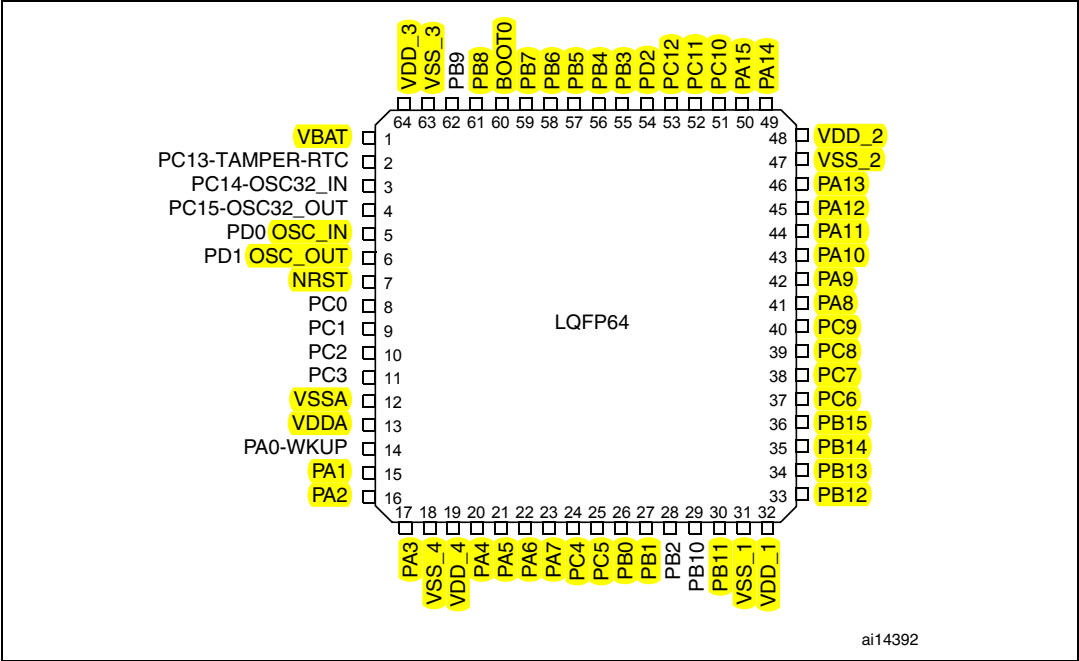 VDD_3
VSS_3
PB9
PB8
BOOT0
PB7
PB6
PB5
PB4
PB3
PD2
PC12
PC11
PC10
PA15
PA14
64 63 62 61 60 59 58 57 56 55 54 53 52 51 50 49
VBAT 1
PC13-TAMPER-RTC 2
PC14-OSC32_IN 3
PC15-OSC32_OUT 4
PD0 OSC_IN 5
PD1 OSC_OUT 6
NRST 7
PC0 8
PC1 9
PC2 10
PC3 11
VSSA 12
VDDA 13
PA0-WKUP 14
PA1 15
PA2 16
LQFP64
48 VDD_2
47 VSS_2
46 PA13
45 PA12
44 PA11
43 PA10
42 PA9
41 PA8
40 PC9
39 PC8
38 PC7
37 PC6
36 PB15
35 PB14
34 PB13
33 PB12
17 18 19 20 21 22 23 24 25 26 27 28 29 30 31 32
PA3
VSS_4
VDD_4
PA4
PA5
PA6
PA7
PC4
PC5
PB0
PB1
PB2
PB10
PB11
VSS_1
VDD_1
ai14392